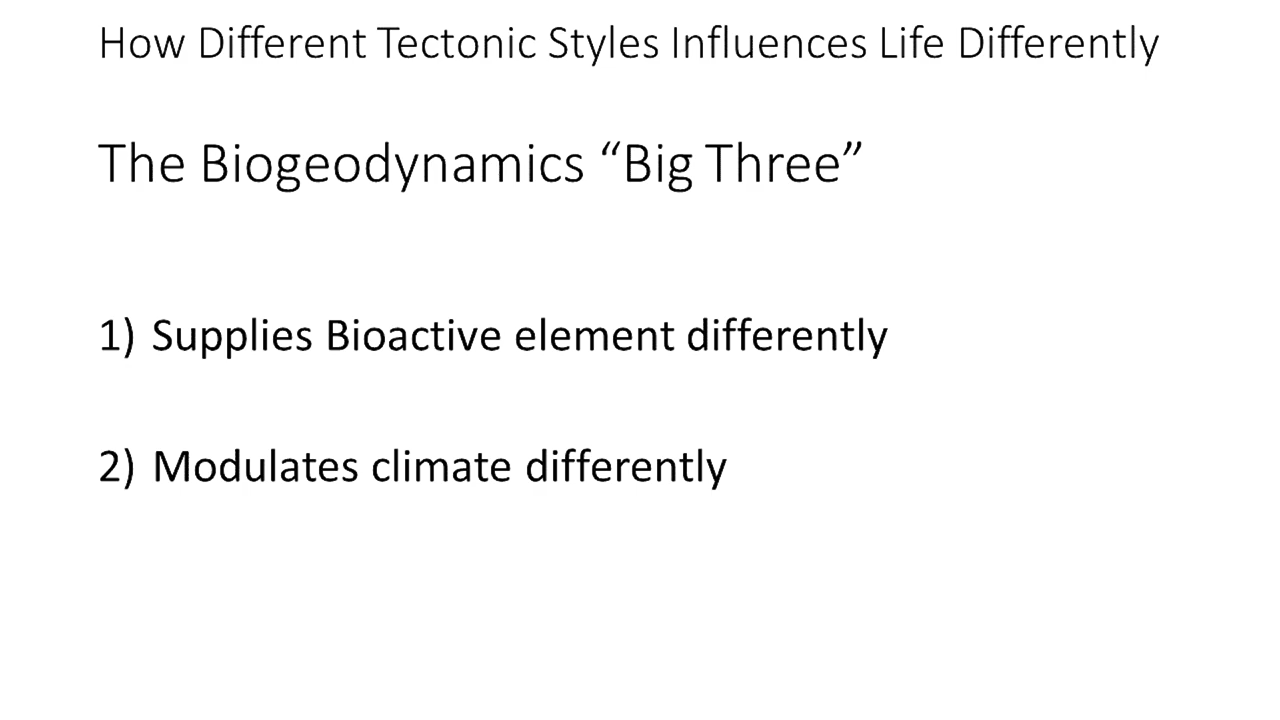 How Different Tectonic Styles Influences Life Differently
The Biogeodynamics “Big Three”
1) Supplies Bioactive element differently
2) Modulates climate differently